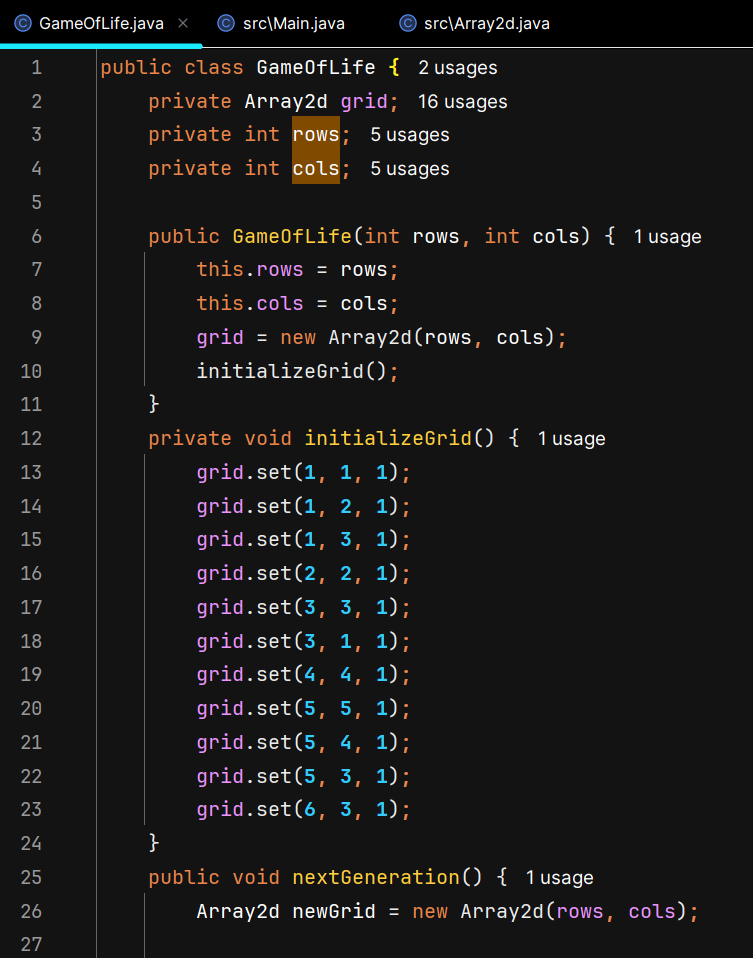 GameOfLife.java × src\Main.java src\Array2d.java
1 public class GameOfLife { 2 usages
2 private Array2d grid; 16 usages
3 private int rows; 5 usages
4 private int cols; 5 usages
5
6 public GameOfLife(int rows, int cols) { 1 usage
7 this.rows = rows;
8 this.cols = cols;
9 grid = new Array2d(rows, cols);
10 initializeGrid();
11 }
12 private void initializeGrid() { 1 usage
13 grid.set(1, 1, 1);
14 grid.set(1, 2, 1);
15 grid.set(1, 3, 1);
16 grid.set(2, 2, 1);
17 grid.set(3, 3, 1);
18 grid.set(3, 1, 1);
19 grid.set(4, 4, 1);
20 grid.set(5, 5, 1);
21 grid.set(5, 4, 1);
22 grid.set(5, 3, 1);
23 grid.set(6, 3, 1);
24 }
25 public void nextGeneration() { 1 usage
26 Array2d newGrid = new Array2d(rows, cols);
27